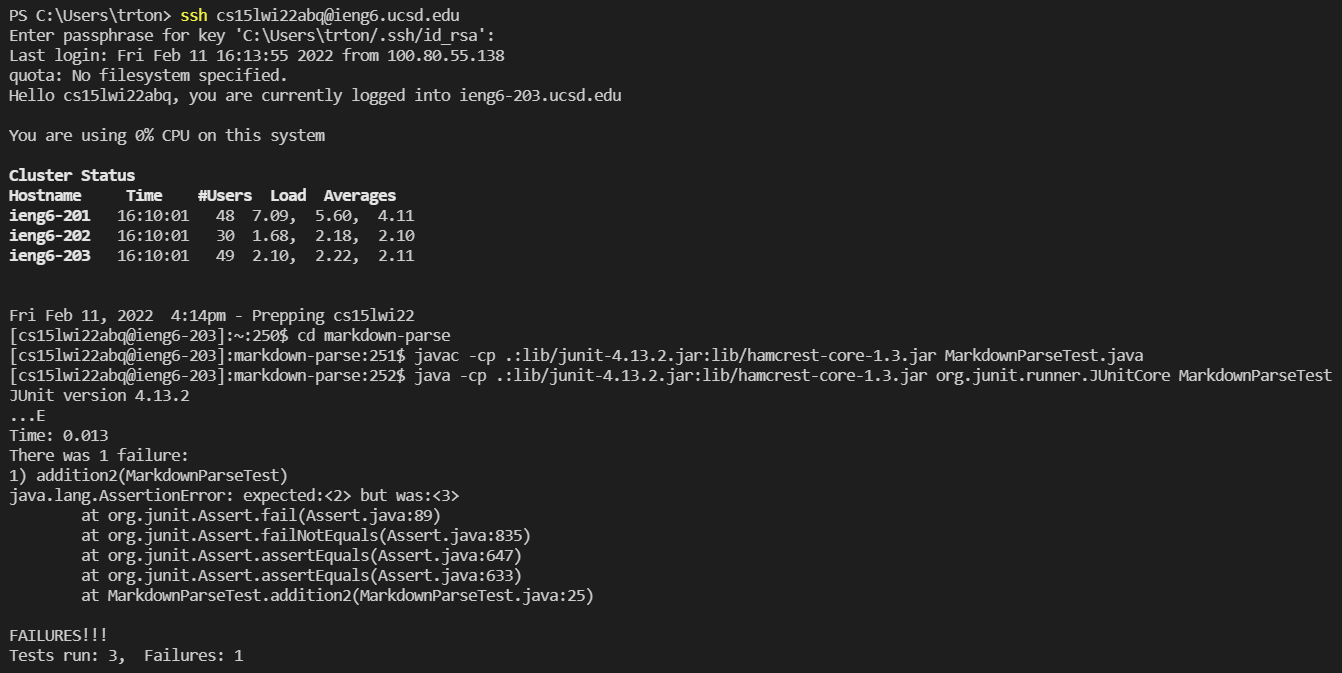 PS C:\Users\trton> ssh cs15lwi22abq@ieng6.ucsd.edu
Enter passphrase for key 'C:\Users\trton/.ssh/id_rsa':
Last login: Fri Feb 11 16:13:55 2022 from 100.80.55.138
quota: No filesystem specified.
Hello cs15lwi22abq, you are currently logged into ieng6-203.ucsd.edu
You are using 0% CPU on this system
Cluster Status
Hostname     Time    #Users  Load  Averages
ieng6-201   16:10:01   48  7.09,  5.60,  4.11
ieng6-202   16:10:01   30  1.68,  2.18,  2.10
ieng6-203   16:10:01   49  2.10,  2.22,  2.11
Fri Feb 11, 2022  4:14pm - Prepping cs15lwi22
[cs15lwi22abq@ieng6-203]:~:250$ cd markdown-parse
[cs15lwi22abq@ieng6-203]:markdown-parse:251$ javac -cp .:lib/junit-4.13.2.jar:lib/hamcrest-core-1.3.jar MarkdownParseTest.java
[cs15lwi22abq@ieng6-203]:markdown-parse:252$ java -cp .:lib/junit-4.13.2.jar:lib/hamcrest-core-1.3.jar org.junit.runner.JUnitCore MarkdownParseTest
JUnit version 4.13.2
...E
Time: 0.013
There was 1 failure:
1) addition2(MarkdownParseTest)
java.lang.AssertionError: expected:<2> but was:<3>
        at org.junit.Assert.fail(Assert.java:89)
        at org.junit.Assert.failNotEquals(Assert.java:835)
        at org.junit.Assert.assertEquals(Assert.java:647)
        at org.junit.Assert.assertEquals(Assert.java:633)
        at MarkdownParseTest.addition2(MarkdownParseTest.java:25)
FAILURES!!!
Tests run: 3,  Failures: 1